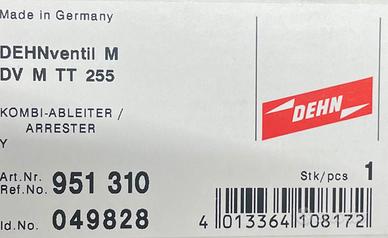 Made in Germany
DEHNventil M
DV M TT 255
DEHN
KOMBI-ABLEITER /
ARRESTER
Y
Art.Nr.
Ref.No. 951 310
Stk/pcs 1
Id.No. 049828
4 013364 108172